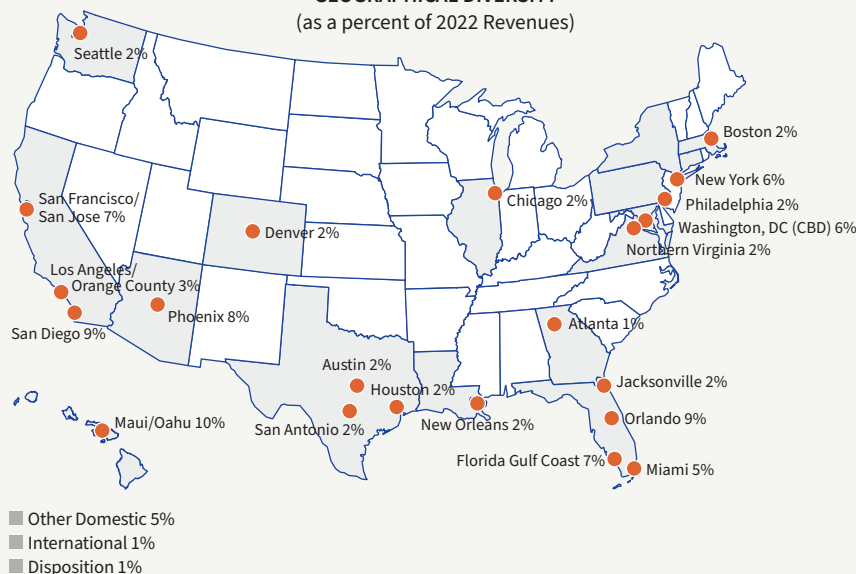 (as a percent of 2022 Revenues)
Seattle 2%
Boston 2%
New York 6%
Chicago 2%
Philadelphia 2%
San Francisco/
San Jose 7%
Washington, DC (CBD) 6%
Denver 2%
Northern Virginia 2%
Los Angeles/
Orange County 3%
Phoenix 8%
Atlanta 1%
San Diego 9%
Austin 2%
Jacksonville 2%
Houston 2%
Maui/Oahu 10%
Orlando 9%
New Orleans 2%
San Antonio 2%
Florida Gulf Coast 7%
Miami 5%
Other Domestic 5%
International 1%
Disposition 1%